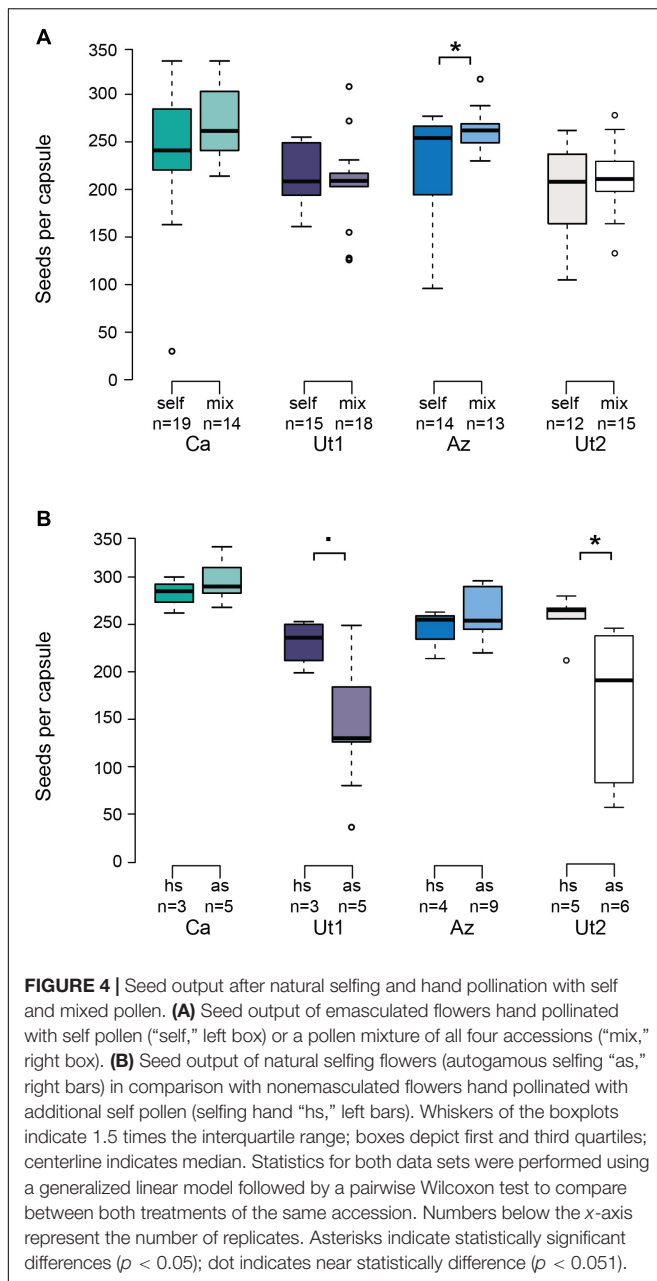 A
350
300
250
200
150
100
50
0
Seeds per capsule
*
self mix self mix self mix self mix
n=19 n=14 n=15 n=18 n=14 n=13 n=12 n=15
Ca Ut1 Az Ut2
B
350
300
250
200
150
100
50
0
Seeds per capsule
.
*
hs as hs as hs as hs as
n=3 n=5 n=3 n=5 n=4 n=9 n=5 n=6
Ca Ut1 Az Ut2
FIGURE 4 | Seed output after natural selfing and hand pollination with self
and mixed pollen. (A) Seed output of emasculated flowers hand pollinated
with self pollen (“self,” left box) or a pollen mixture of all four accessions (“mix,”
right box). (B) Seed output of natural selfing flowers (autogamous selfing “as,”
right bars) in comparison with nonemasculated flowers hand pollinated with
additional self pollen (selfing hand “hs,” left bars). Whiskers of the boxplots
indicate 1.5 times the interquartile range; boxes depict first and third quartiles;
centerline indicates median. Statistics for both data sets were performed using
a generalized linear model followed by a pairwise Wilcoxon test to compare
between both treatments of the same accession. Numbers below the x-axis
represent the number of replicates. Asterisks indicate statistically significant
differences (p < 0.05); dot indicates near statistically difference (p < 0.051).